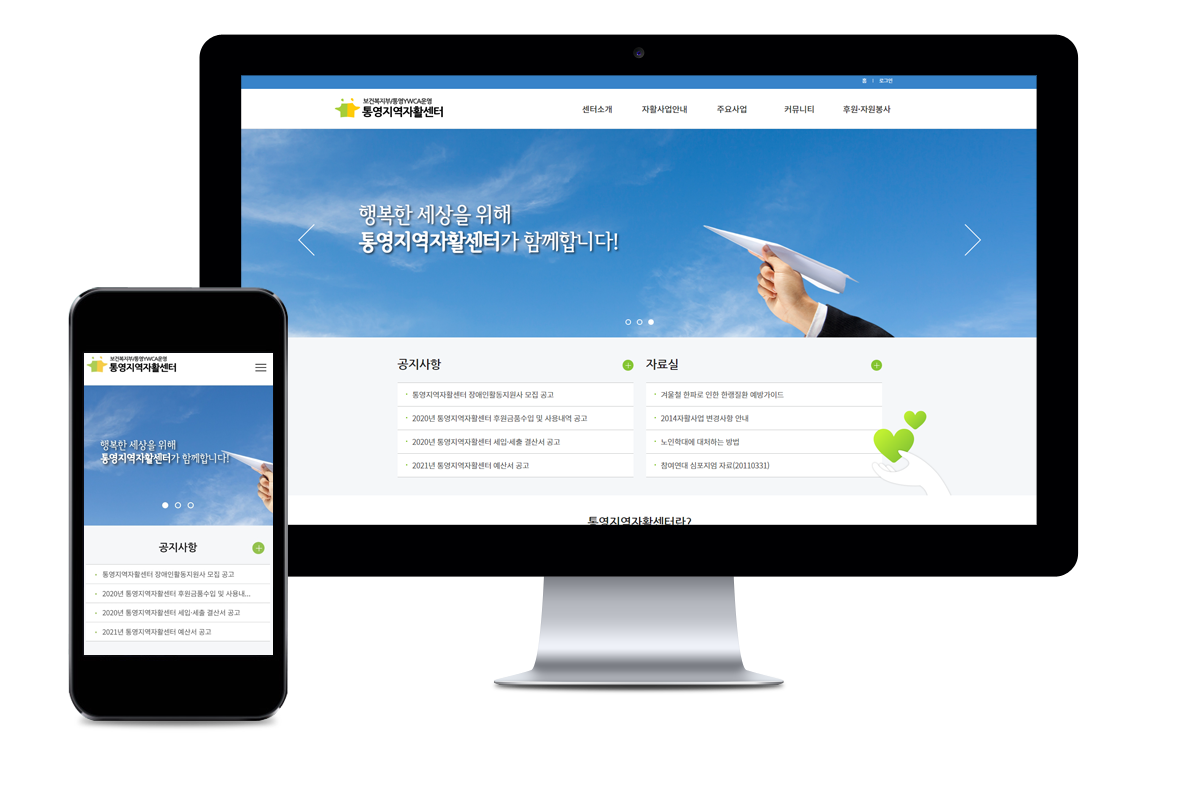 홈 | 로그인
보건복지부/통영YWCA운영
통영지역자활센터
센터소개 자활사업안내 주요사업 커뮤니티 후원·자원봉사
행복한 세상을 위해
통영지역자활센터가 함께합니다!
공지사항
통영지역자활센터 장애인활동지원사 모집 공고
2020년 통영지역자활센터 후원금품수입 및 사용내역 공고
2020년 통영지역자활센터 세입·세출 결산서 공고
2021년 통영지역자활센터 예산서 공고
자료실
겨울철 한파로 인한 한랭질환 예방가이드
2014자활사업 변경사항 안내
노인학대에 대처하는 방법
참여연대 심포지엄 자료(20110331)
통영지역자활센터란?
보건복지부/통영YWCA운영
통영지역자활센터
행복한 세상을 위해
통영지역자활센터가 함께합니다!
공지사항
통영지역자활센터 장애인활동지원사 모집 공고
2020년 통영지역자활센터 후원금품수입 및 사용내...
2020년 통영지역자활센터 세입·세출 결산서 공고
2021년 통영지역자활센터 예산서 공고